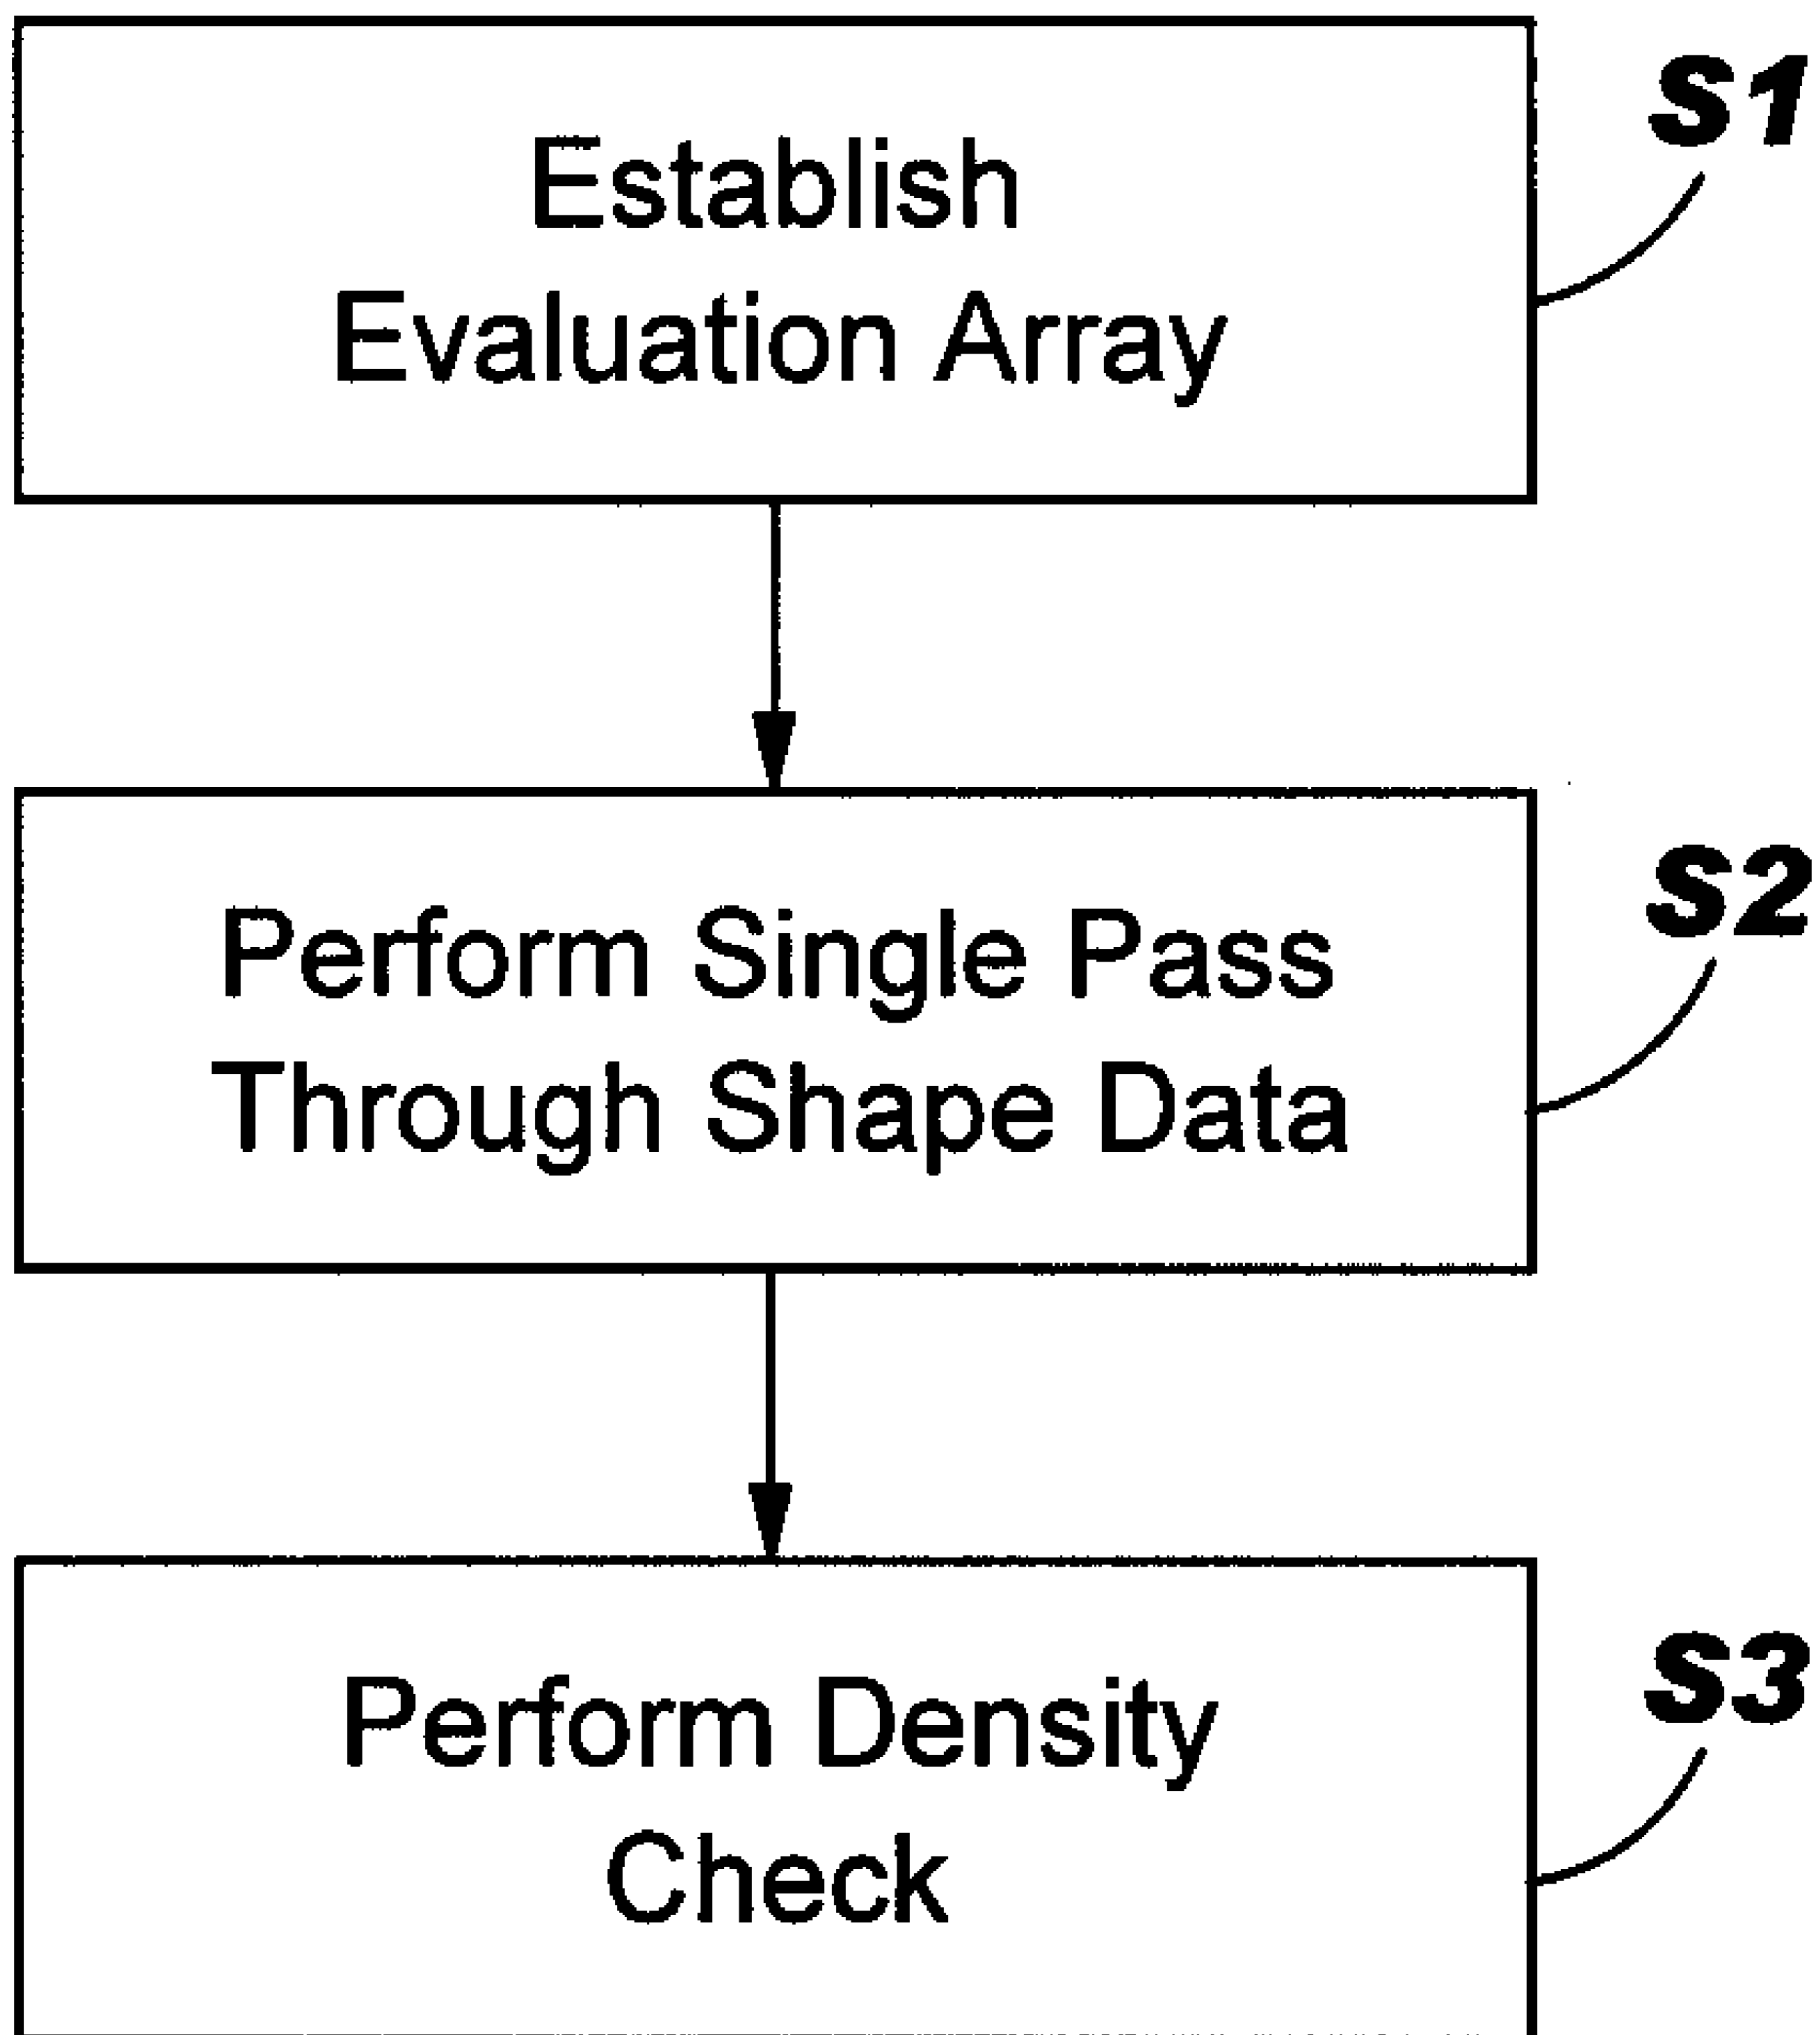 Establish
Evaluation Array
S1
Perform Single Pass
Through Shape Data
S2
Perform Density
Check
S3